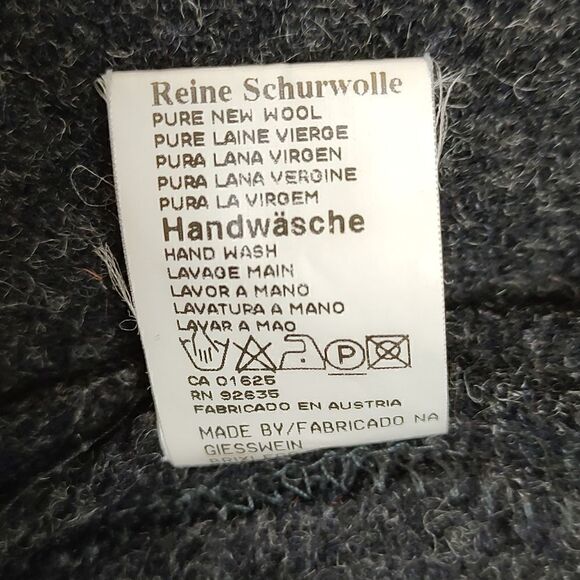 Reine Schurwolle
PURE NEW WOOL
PURE LAINE VIERGE
PURA LANA VIRGEN
PURA LANA VERGINE
PURA LA VIRGEM
Handwäsche
HAND WASH
LAVAGE MAIN
LAVOR A MANO
LAVATURA A MANO
LAVAR A MAO
P
CA 01625
RN 92635
FABRICADO EN AUSTRIA
MADE BY/FABRICADO NA
GIESSWEIN